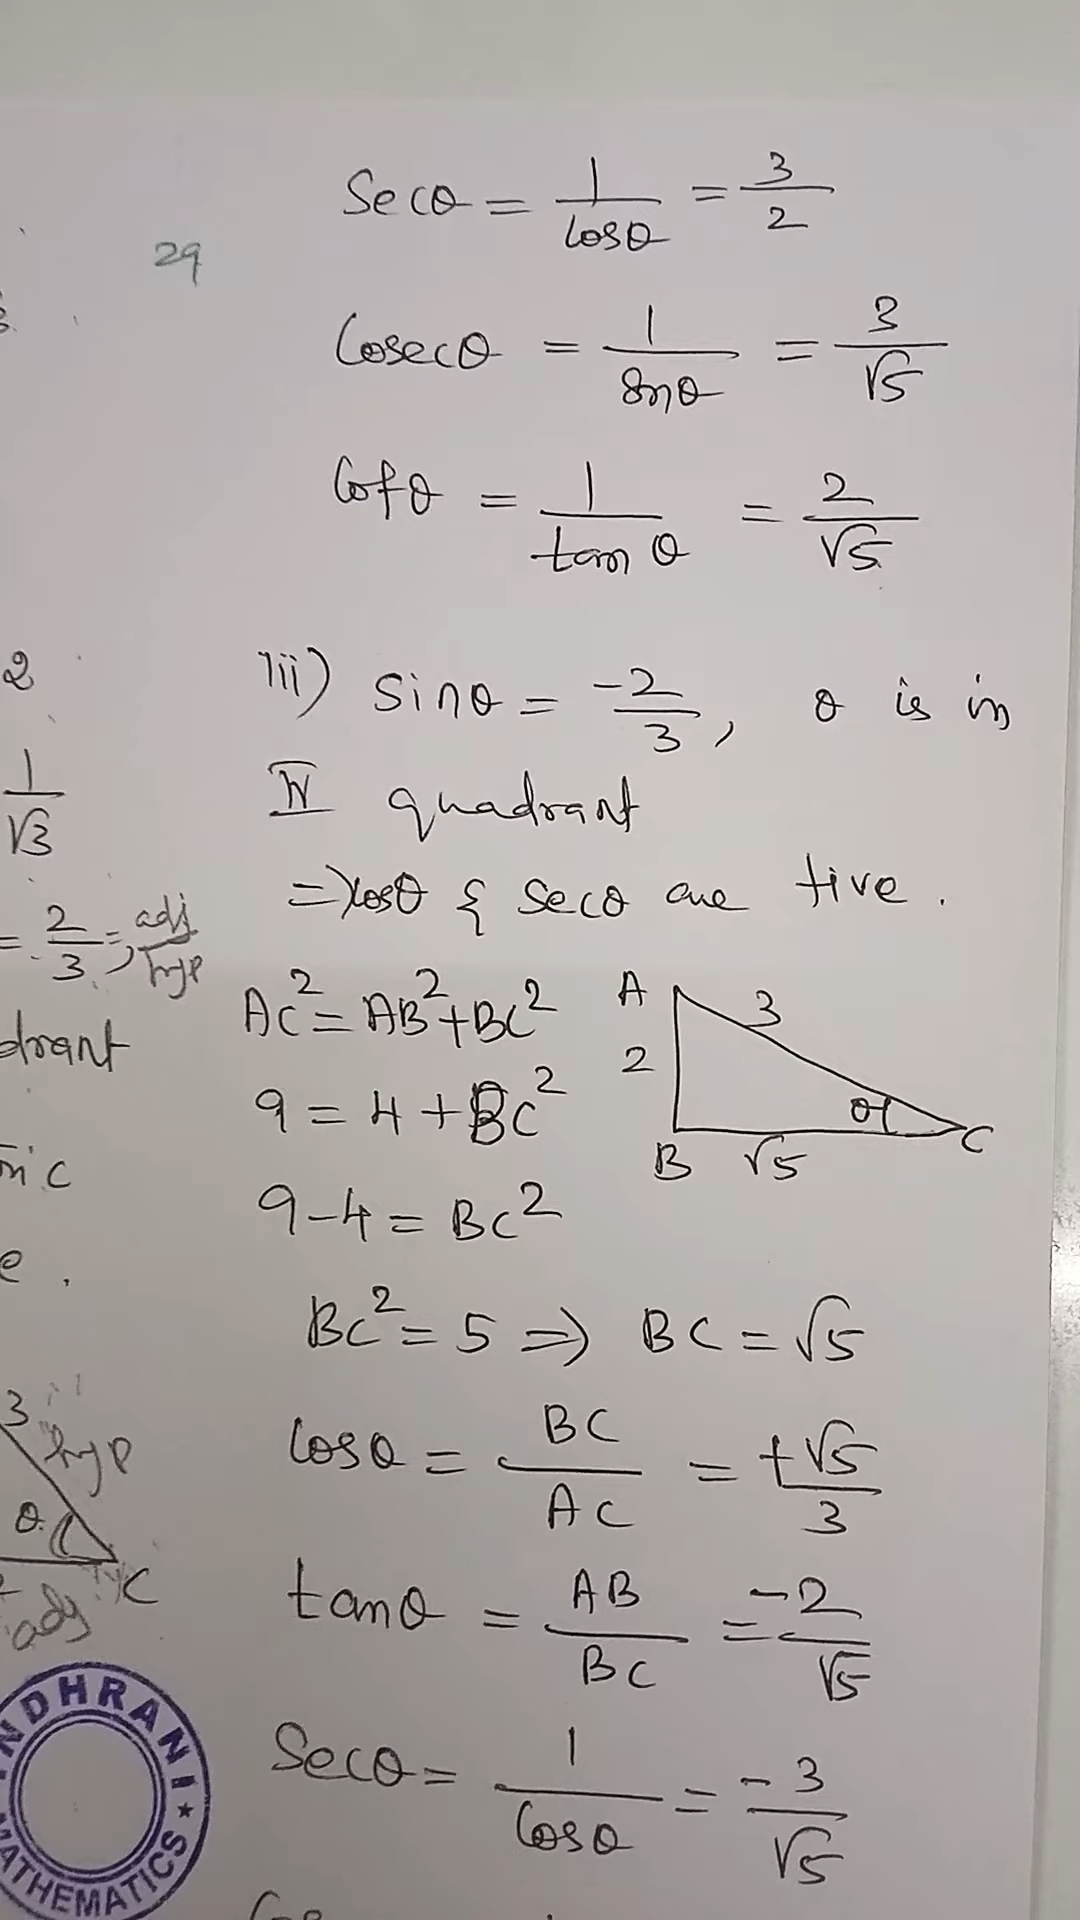 29
Secθ = 1/Cosθ = 3/2
Cosecθ = 1/Sinθ = 3/√5
Cotθ = 1/tanθ = 2/√5
2
1/√3
= 2/3 = adj/hyp
drant
c
e.
3
hyp
θ
C
adj
iii) Sinθ = -2/3, θ is in
IV quadrant
=> Cosθ & Secθ are +ive.
AC² = AB² + BC²
9 = 4 + BC²
9-4 = BC²
A
3
2
θ
B √5 C
BC² = 5 => BC = √5
Cosθ = BC/AC = +√5/3
tanθ = AB/BC = -2/√5
Secθ = 1/Cosθ = -3/√5
NDHRANI ★ MATHEMATICS